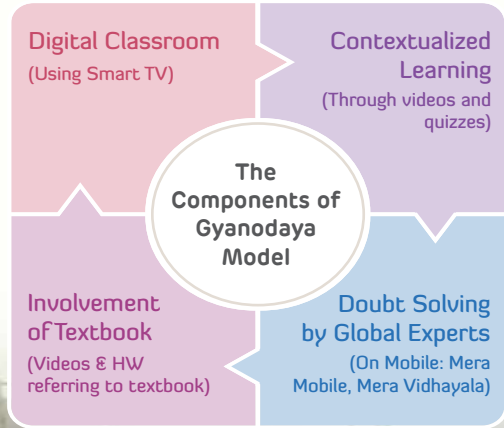 Digital Classroom
(Using Smart TV)
Contextualized
Learning
(Through videos and
quizzes)
The
Components of
Gyanodaya
Model
Involvement
of Textbook
(Videos & HW
referring to textbook)
Doubt Solving
by Global Experts
(On Mobile: Mera
Mobile, Mera Vidhayala)